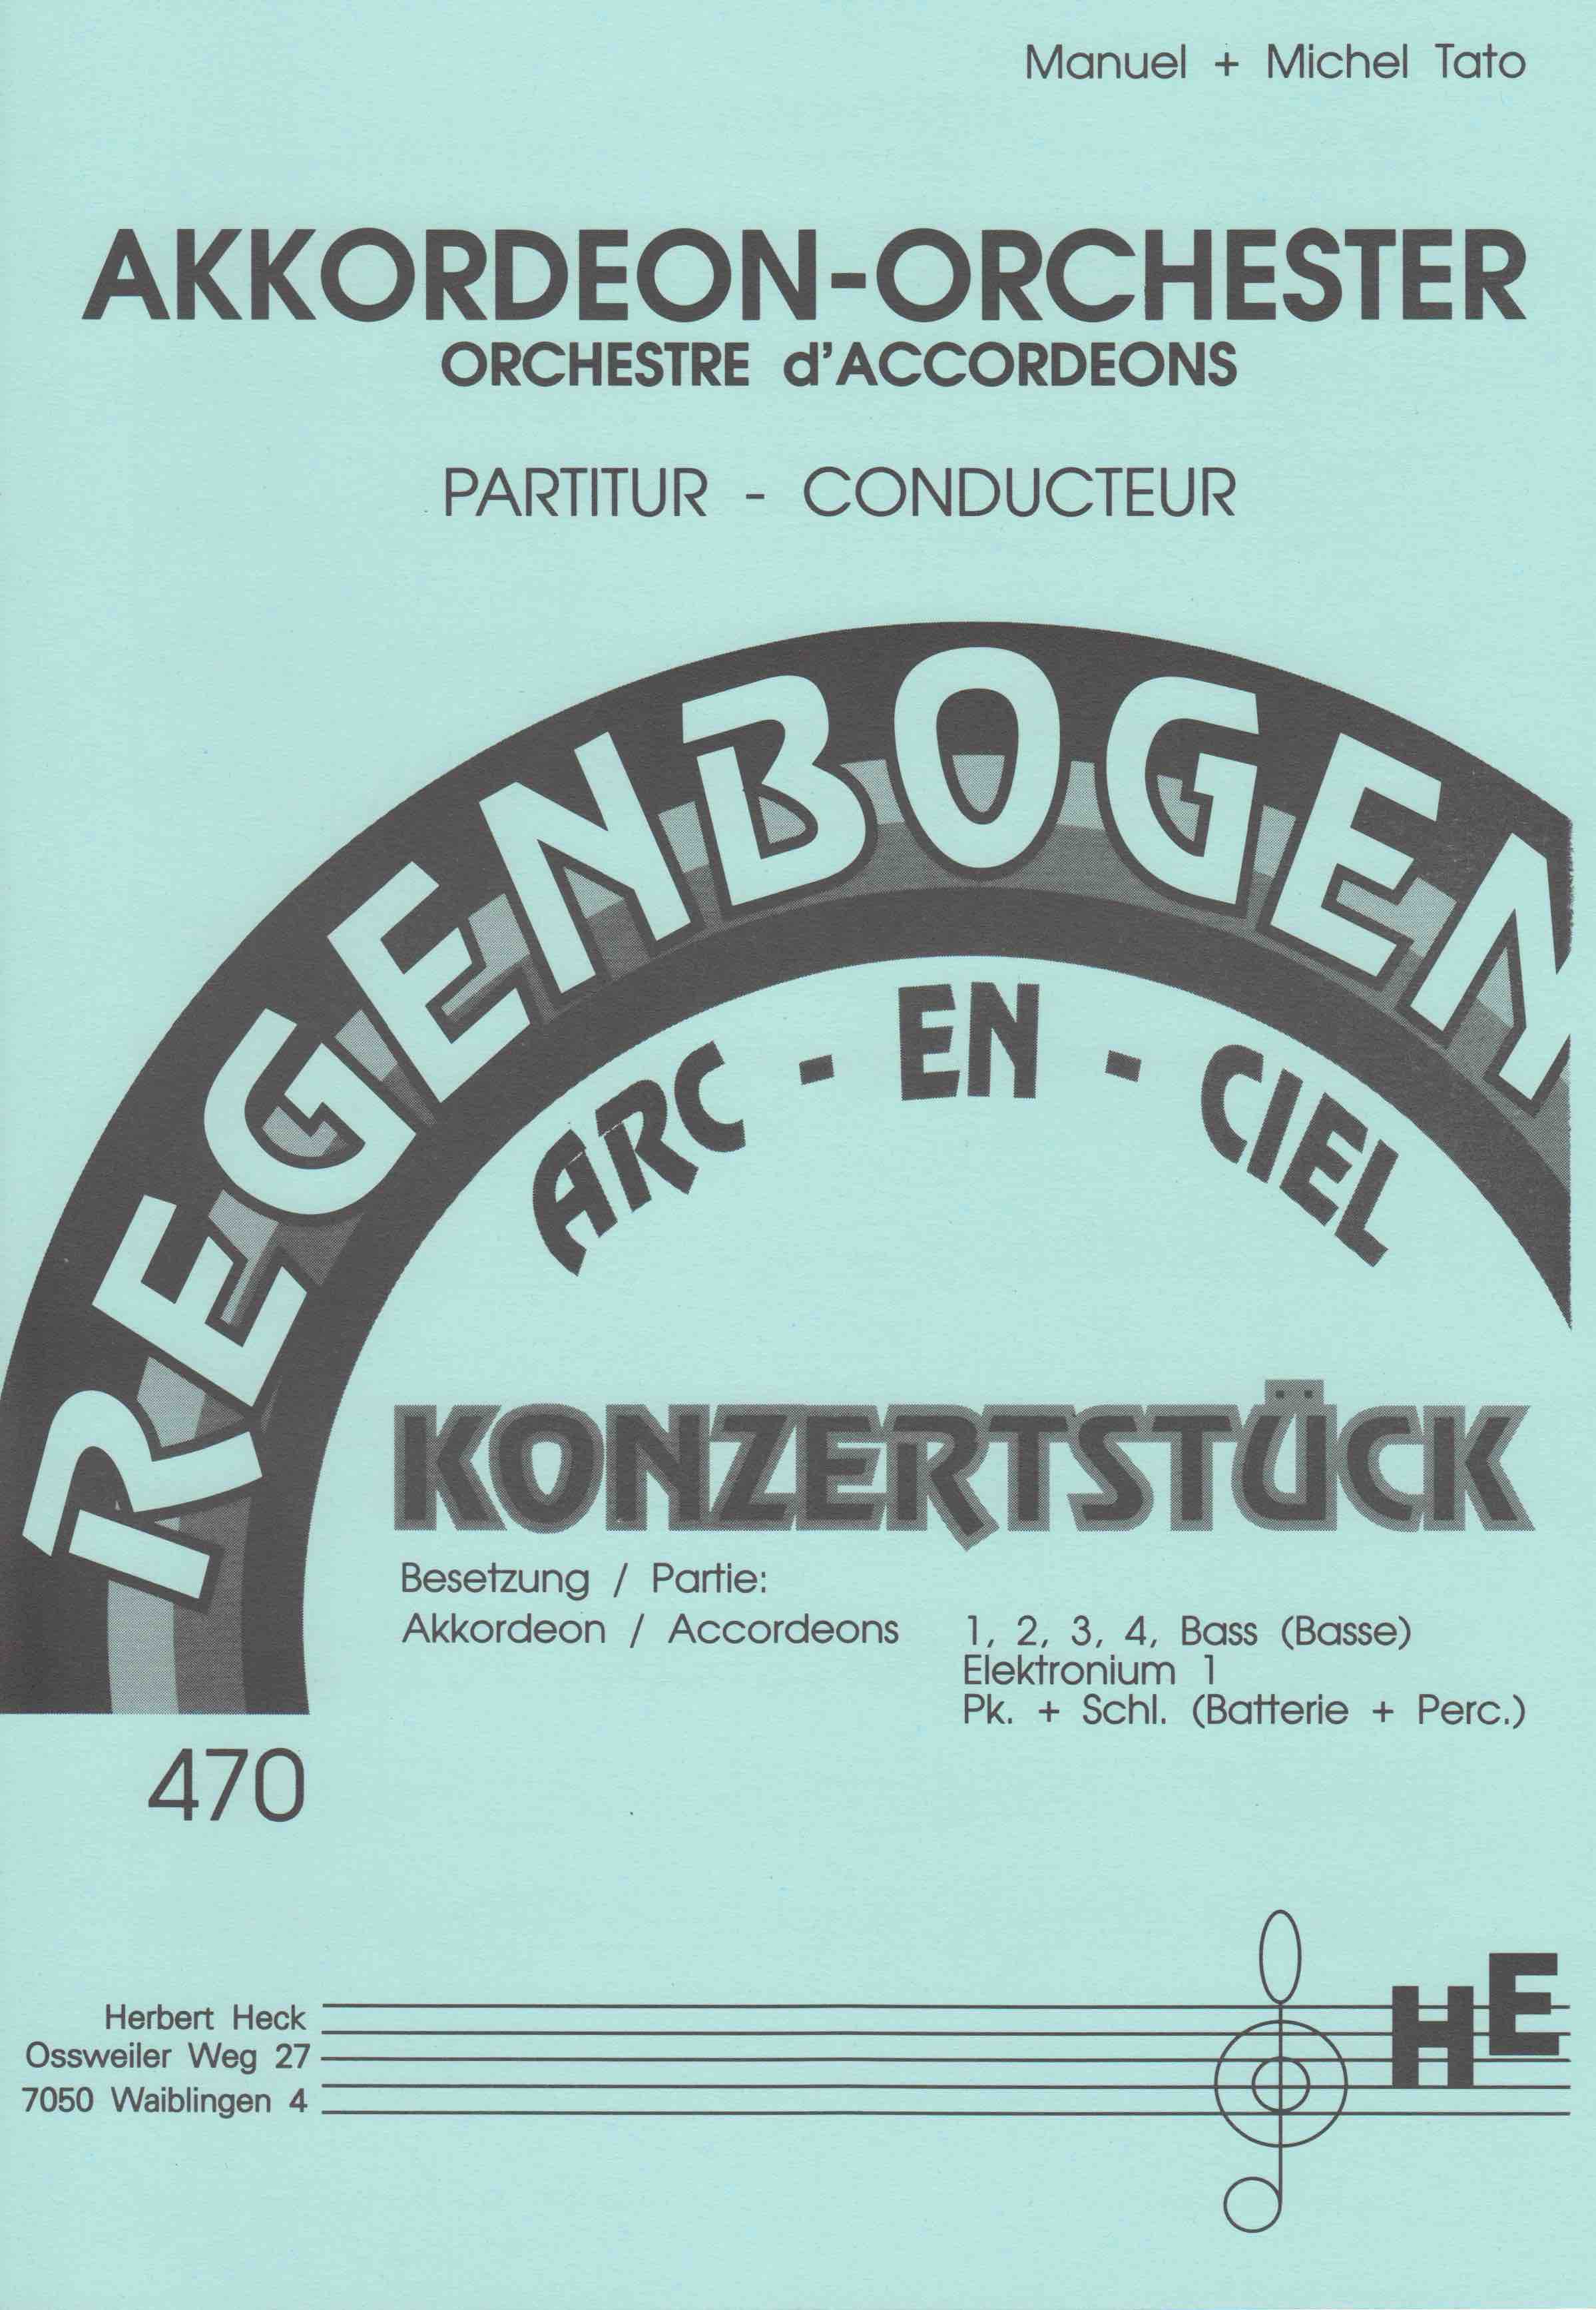 Manuel + Michel Tato
AKKORDEON-ORCHESTER
ORCHESTRE d'ACCORDEONS
PARTITUR - CONDUCTEUR
REGENBOGEN
ARC - EN - CIEL
KONZERTSTÜCK
Besetzung / Partie:
Akkordeon / Accordeons 1, 2, 3, 4, Bass (Basse)
Elektronium 1
Pk. + Schl. (Batterie + Perc.)
470
HE
Herbert Heck
Ossweiler Weg 27
7050 Waiblingen 4